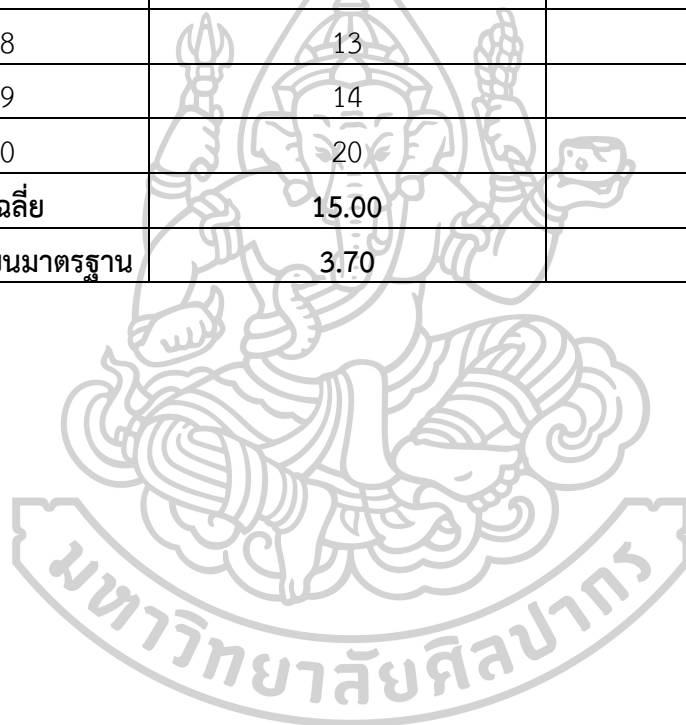 8 13
9 14
0 20
ฉลี่ย 15.00
บนมาตรฐาน 3.70
มหาวิทยาลัยศิลปากร